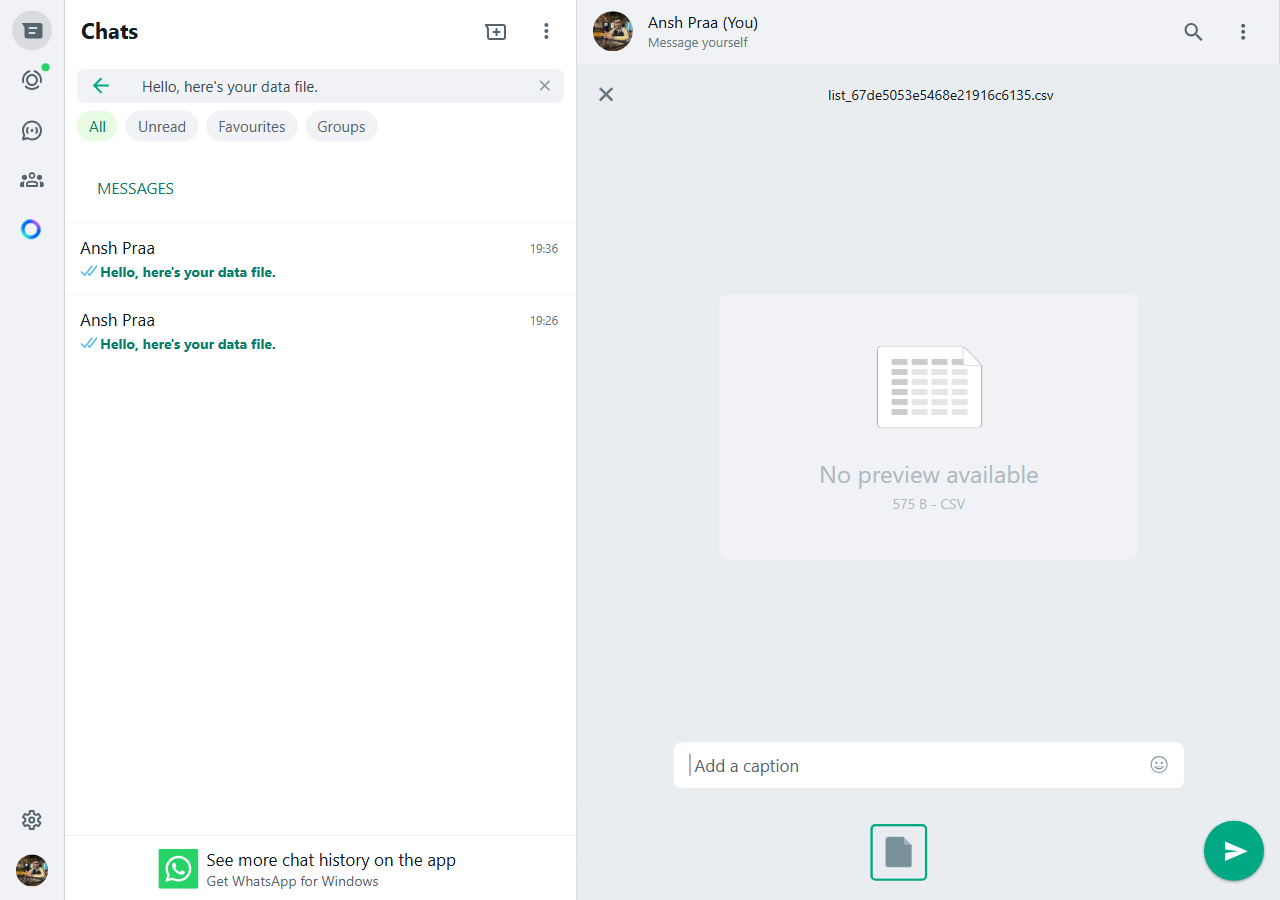 Chats
Hello, here's your data file.
All
Unread
Favourites
Groups
MESSAGES
Ansh Praa
19:36
Hello, here's your data file.
Ansh Praa
19:26
Hello, here's your data file.
See more chat history on the app
Get WhatsApp for Windows
Ansh Praa (You)
Message yourself
list_67de5053e5468e21916c6135.csv
No preview available
575 B - CSV
Add a caption